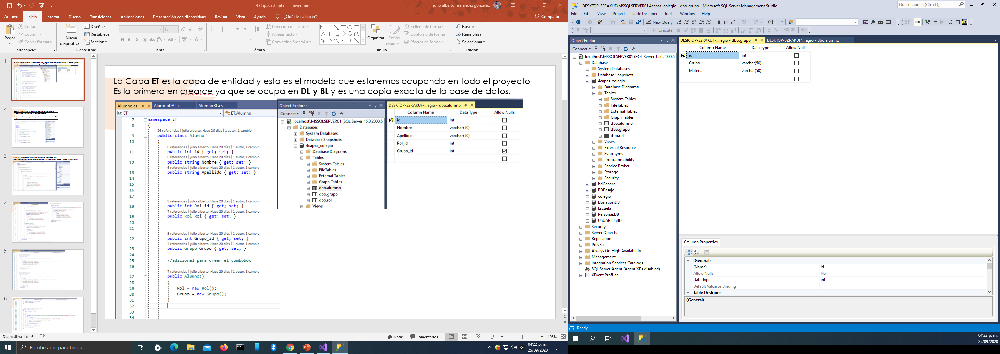 4 Capas c#.pptx - PowerPoint
julio alberto fernandez gonzalez
Archivo Inicio Insertar Diseño Transiciones Animaciones Presentación con diapositivas Revisar Vista Ayuda ¿Qué desea hacer? Compartir
Pegar Cortar Copiar Copiar formato
Portapapeles
Nueva diapositiva Diseño Restablecer Sección
Diapositivas
18
N K S S abc AV Aa A
Fuente
Dirección del texto
Alinear texto
Convertir a SmartArt
Párrafo
Organizar Estilos rápidos
Relleno de forma
Contorno de forma
Efectos de forma
Dibujo
Buscar
Reemplazar
Seleccionar
Edición
1
2
3
4
5
6
La Capa ET es la capa de entidad y esta es el modelo que estaremos ocupando en todo el proyecto
Es la primera en crearce ya que se ocupa en DL y BL y es una copia exacta de la base de datos.
Alumno.cs AlumnoDAL.cs AlumnoBL.cs
ET ET.Alumno
7 namespace ET
8 {
26 referencias | julio alberto, Hace 20 días | 1 autor, 1 cambio
9 public class Alumno
10 {
8 referencias | julio alberto, Hace 20 días | 1 autor, 1 cambio
11 public int id { get; set; }
6 referencias | julio alberto, Hace 20 días | 1 autor, 1 cambio
12 public string Nombre { get; set; }
6 referencias | julio alberto, Hace 20 días | 1 autor, 1 cambio
13 public string Apellido { get; set; }
14
15
16
17
9 referencias | julio alberto, Hace 20 días | 1 autor, 1 cambio
18 public int Rol_id { get; set; }
7 referencias | julio alberto, Hace 20 días | 1 autor, 1 cambio
19 public Rol Rol { get; set; }
20
21
5 referencias | julio alberto, Hace 20 días | 1 autor, 1 cambio
22 public int Grupo_id { get; set; }
4 referencias | julio alberto, Hace 20 días | 1 autor, 1 cambio
23 public Grupo Grupo { get; set; }
24
25 //adicional para crear el combobox
26
7 referencias | julio alberto, Hace 20 días | 1 autor, 1 cambio
27 public Alumno()
28 {
29 Rol = new Rol();
30 Grupo = new Grupo();
31 }
32
33
34
Object Explorer
Connect
localhost\MSSQLSERVER01 (SQL Server 15.0.2000.5
Databases
System Databases
Database Snapshots
4capas_colegio
Database Diagrams
Tables
System Tables
FileTables
External Tables
Graph Tables
dbo.alumno
dbo.grupo
dbo.rol
Views
DESKTOP-32RAKUF\...egio - dbo.alumno
Column Name Data Type Allow Nulls
id int
Nombre varchar(50)
Apellido varchar(50)
Rol_id int
Grupo_id int
Diapositiva 1 de 6
Notas Comentarios 105%
Escribe aquí para buscar
04:22 p. m.
25/09/2020
DESKTOP-32RAKUF\MSSQLSERVER01.4capas_colegio - dbo.grupo - Microsoft SQL Server Management Studio
Quick Launch (Ctrl+Q)
File Edit View Project Table Designer Tools Window Help
New Query
Execute
Object Explorer
Connect
localhost\MSSQLSERVER01 (SQL Server 15.0.2000.5
Databases
System Databases
Database Snapshots
4capas_colegio
Database Diagrams
Tables
System Tables
FileTables
External Tables
Graph Tables
dbo.alumno
dbo.grupo
dbo.rol
Views
External Resources
Synonyms
Programmability
Service Broker
Storage
Security
bdGeneral
BDPasaje
colegio
DonationDB
Escuela
PersonasDB
USUARIOSBD
Security
Server Objects
Replication
PolyBase
Always On High Availability
Management
Integration Services Catalogs
SQL Server Agent (Agent XPs disabled)
XEvent Profiler
DESKTOP-32RAKUF\...legio - dbo.grupo DESKTOP-32RAKUF\...egio - dbo.alumno
Column Name Data Type Allow Nulls
id int
Grupo varchar(50)
Materia varchar(50)
Column Properties
(General)
(Name) id
Allow Nulls No
Data Type int
Default Value or Binding
Table Designer
(General)
Ready
04:22 p. m.
25/09/2020